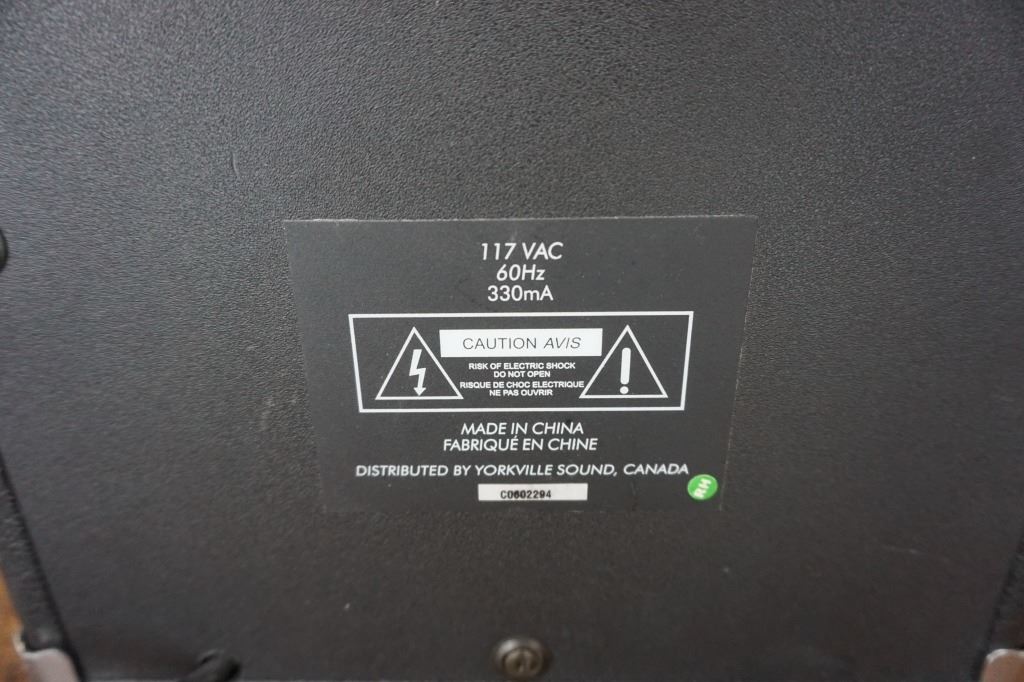 117 VAC
60Hz
330mA
CAUTION AVIS
RISK OF ELECTRIC SHOCK
DO NOT OPEN
RISQUE DE CHOC ELECTRIQUE
NE PAS OUVRIR
MADE IN CHINA
FABRIQUÉ EN CHINE
DISTRIBUTED BY YORKVILLE SOUND, CANADA
C0602294
RH